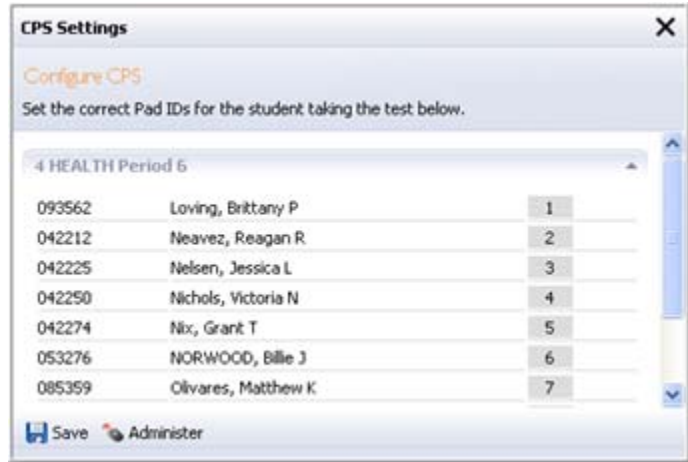 CPS Settings
Configure CPS
Set the correct Pad IDs for the student taking the test below.
4 HEALTH Period 6
093562 Loving, Brittany P 1
042212 Neavez, Reagan R 2
042225 Nelsen, Jessica L 3
042250 Nichols, Victoria N 4
042274 Nix, Grant T 5
053276 NORWOOD, Billie J 6
085359 Olivares, Matthew K 7
Save Administer